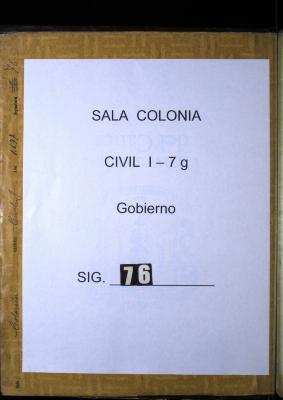 SALA COLONIA
CIVIL I – 7 g
Gobierno
SIG. 76